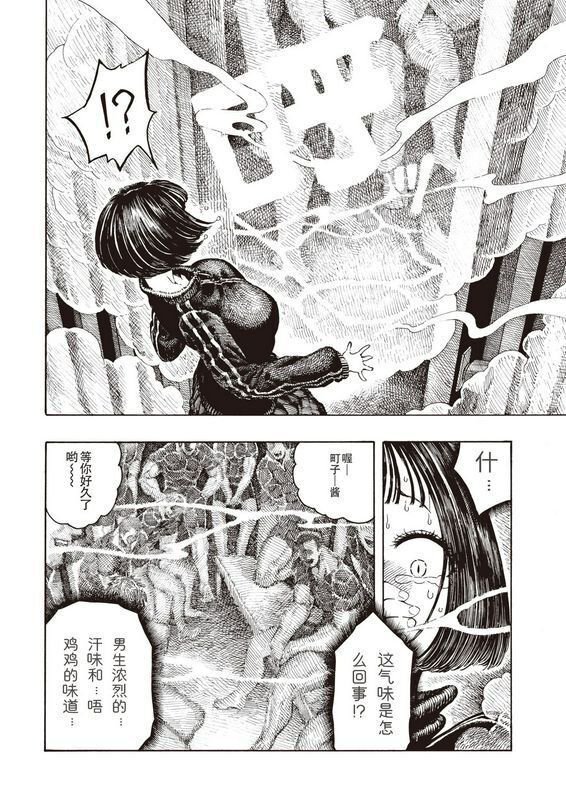 !?
什…
这气味是怎
么回事!?
喔—
町子—酱
等你好久了
哟~~
男生浓烈的…
汗味和…唔
鸡鸡的味道…